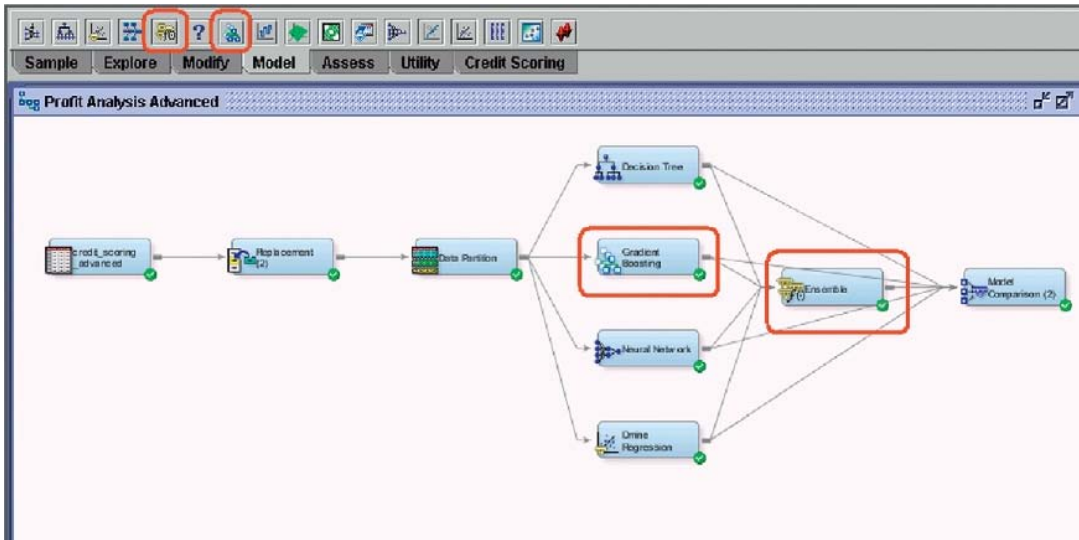 ?
Sample Explore Modify Model Assess Utility Credit Scoring
Profit Analysis Advanced
Decision Tree
credit_scoring
_advanced
Replacement
(2)
Data Partition
Gradient
Boosting
Ensemble
Model
Comparison (2)
Neural Network
Dmine
Regression